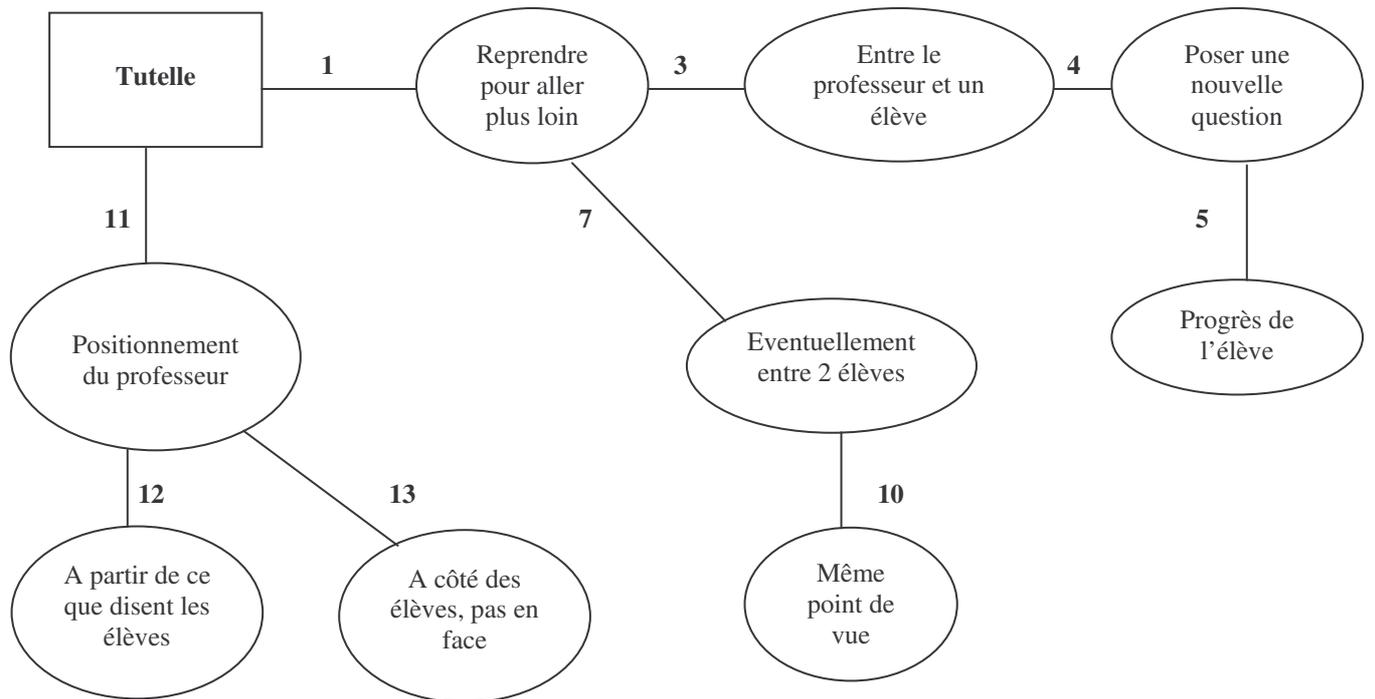 Tutelle
1
Reprendre
pour aller
plus loin
3
Entre le
professeur et un
élève
4
Poser une
nouvelle
question
11
7
5
Positionnement
du professeur
Eventuellement
entre 2 élèves
Progrès de
l’élève
12
13
10
A partir de ce
que disent les
élèves
A côté des
élèves, pas en
face
Même
point de
vue